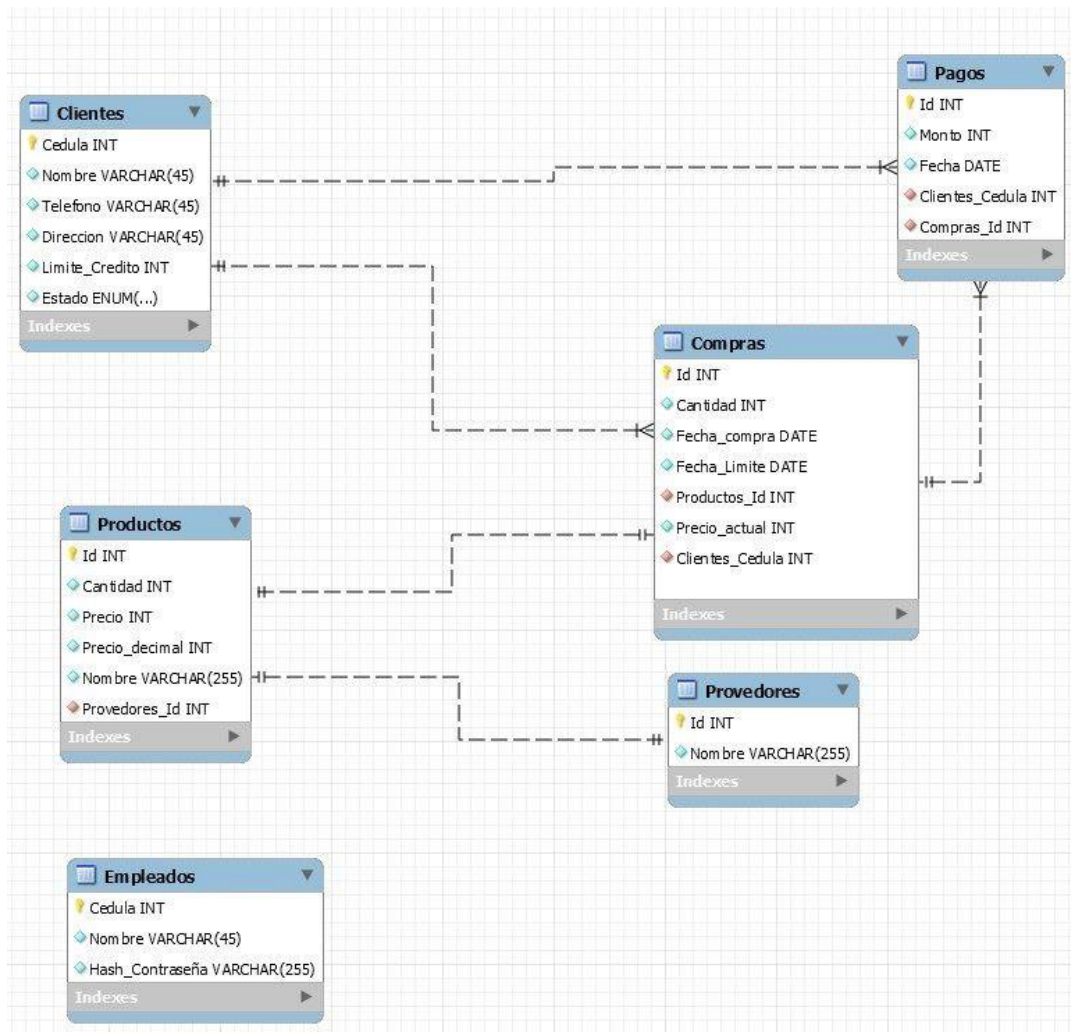 Clientes
Cedula INT
Nombre VARCHAR(45)
Telefono VARCHAR(45)
Direccion VARCHAR(45)
Limite_Credito INT
Estado ENUM(...)
Indexes
Pagos
Id INT
Monto INT
Fecha DATE
Clientes_Cedula INT
Compras_Id INT
Indexes
Compras
Id INT
Cantidad INT
Fecha_compra DATE
Fecha_Limite DATE
Productos_Id INT
Precio_actual INT
Clientes_Cedula INT
Indexes
Productos
Id INT
Cantidad INT
Precio INT
Precio_decimal INT
Nombre VARCHAR(255)
Provedores_Id INT
Indexes
Provedores
Id INT
Nombre VARCHAR(255)
Indexes
Empleados
Cedula INT
Nombre VARCHAR(45)
Hash_Contraseña VARCHAR(255)
Indexes